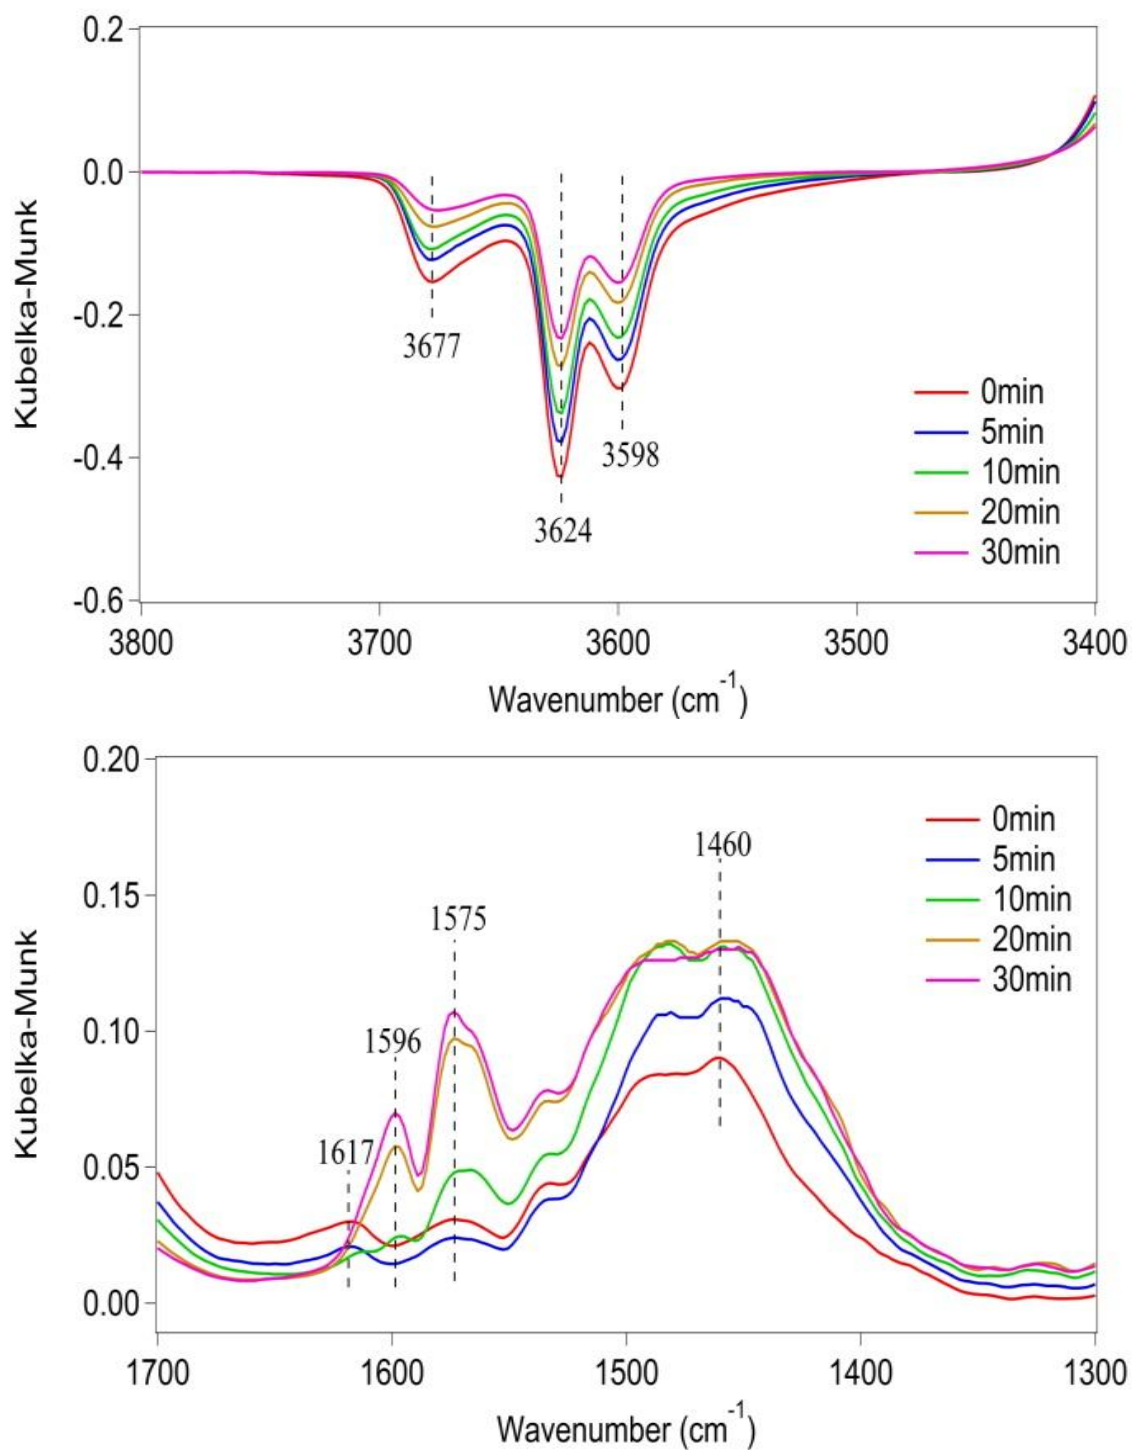 0.2
0.0
-0.2
-0.4
-0.6
Kubelka-Munk
3677
3598
3624
0min
5min
10min
20min
30min
3800 3700 3600 3500 3400
Wavenumber (cm-1)
0.20
0.15
0.10
0.05
0.00
Kubelka-Munk
1460
1575
1596
1617
0min
5min
10min
20min
30min
1700 1600 1500 1400 1300
Wavenumber (cm-1)